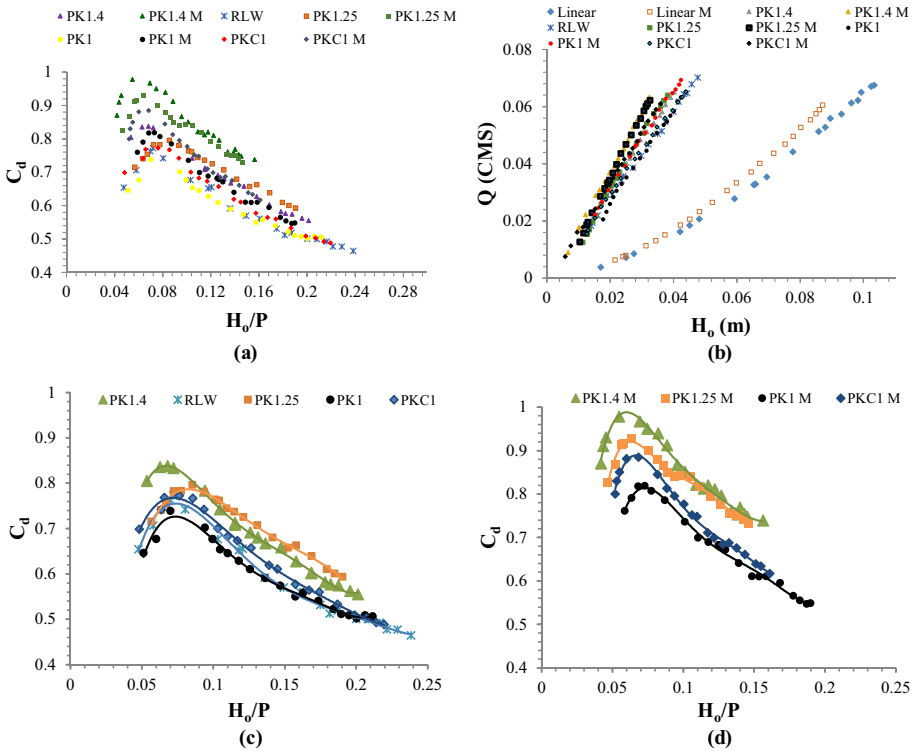 PK1.4 PK1.4 M RLW PK1.25 PK1.25 M
PK1 PK1 M PKC1 PKC1 M
C_d
1
0.9
0.8
0.7
0.6
0.5
0.4
0 0.04 0.08 0.12 0.16 0.2 0.24 0.28
H_o/P
(a)
Linear Linear M PK1.4 PK1.4 M
RLW PK1.25 PK1.25 M PK1
PK1 M PKC1 PKC1 M
Q (CMS)
0.08
0.06
0.04
0.02
0
0 0.02 0.04 0.06 0.08 0.1
H_o (m)
(b)
PK1.4 RLW PK1.25 PK1 PKC1
C_d
1
0.9
0.8
0.7
0.6
0.5
0.4
0 0.05 0.1 0.15 0.2 0.25
H_o/P
(c)
PK1.4 M PK1.25 M PK1 M PKC1 M
C_d
1
0.9
0.8
0.7
0.6
0.5
0.4
0 0.05 0.1 0.15 0.2 0.25
H_o/P
(d)